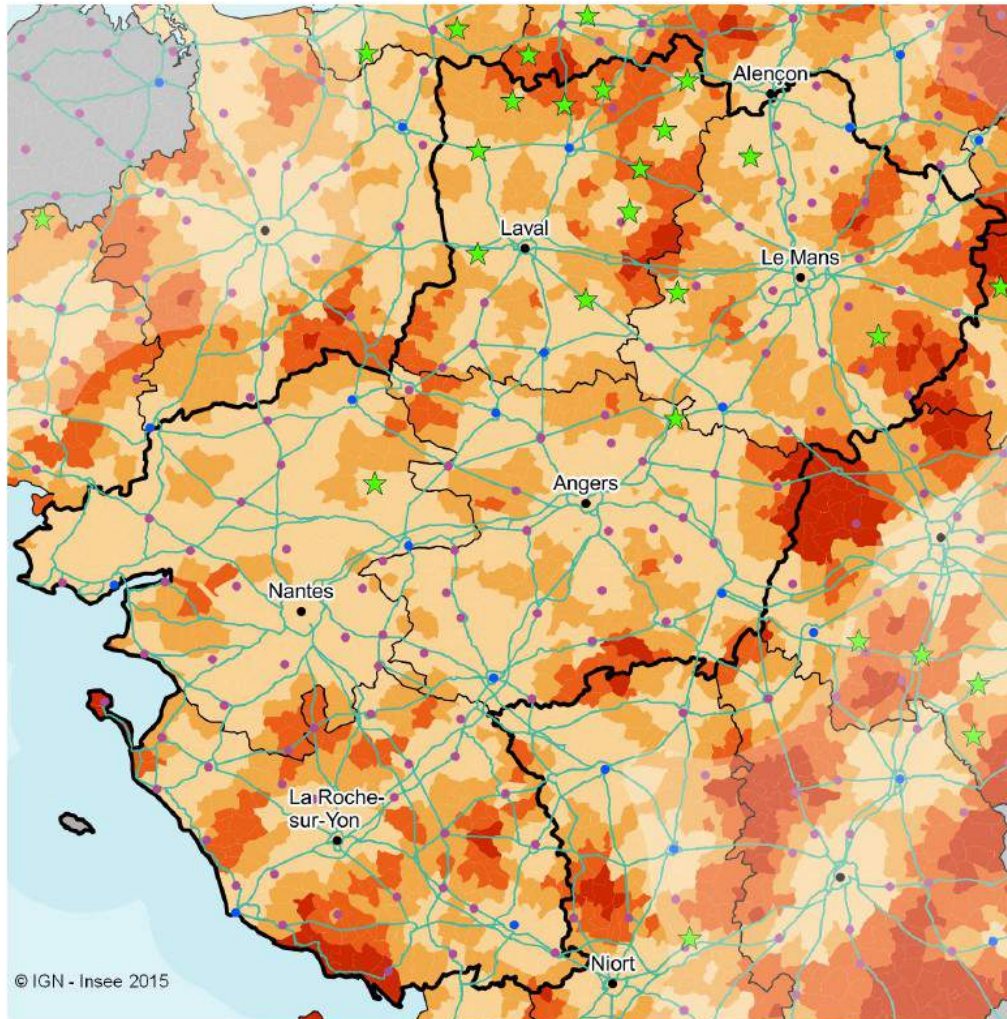 Alençon
Laval
Le Mans
Angers
Nantes
La Roche-
sur-Yon
© IGN - Insee 2015
Niort